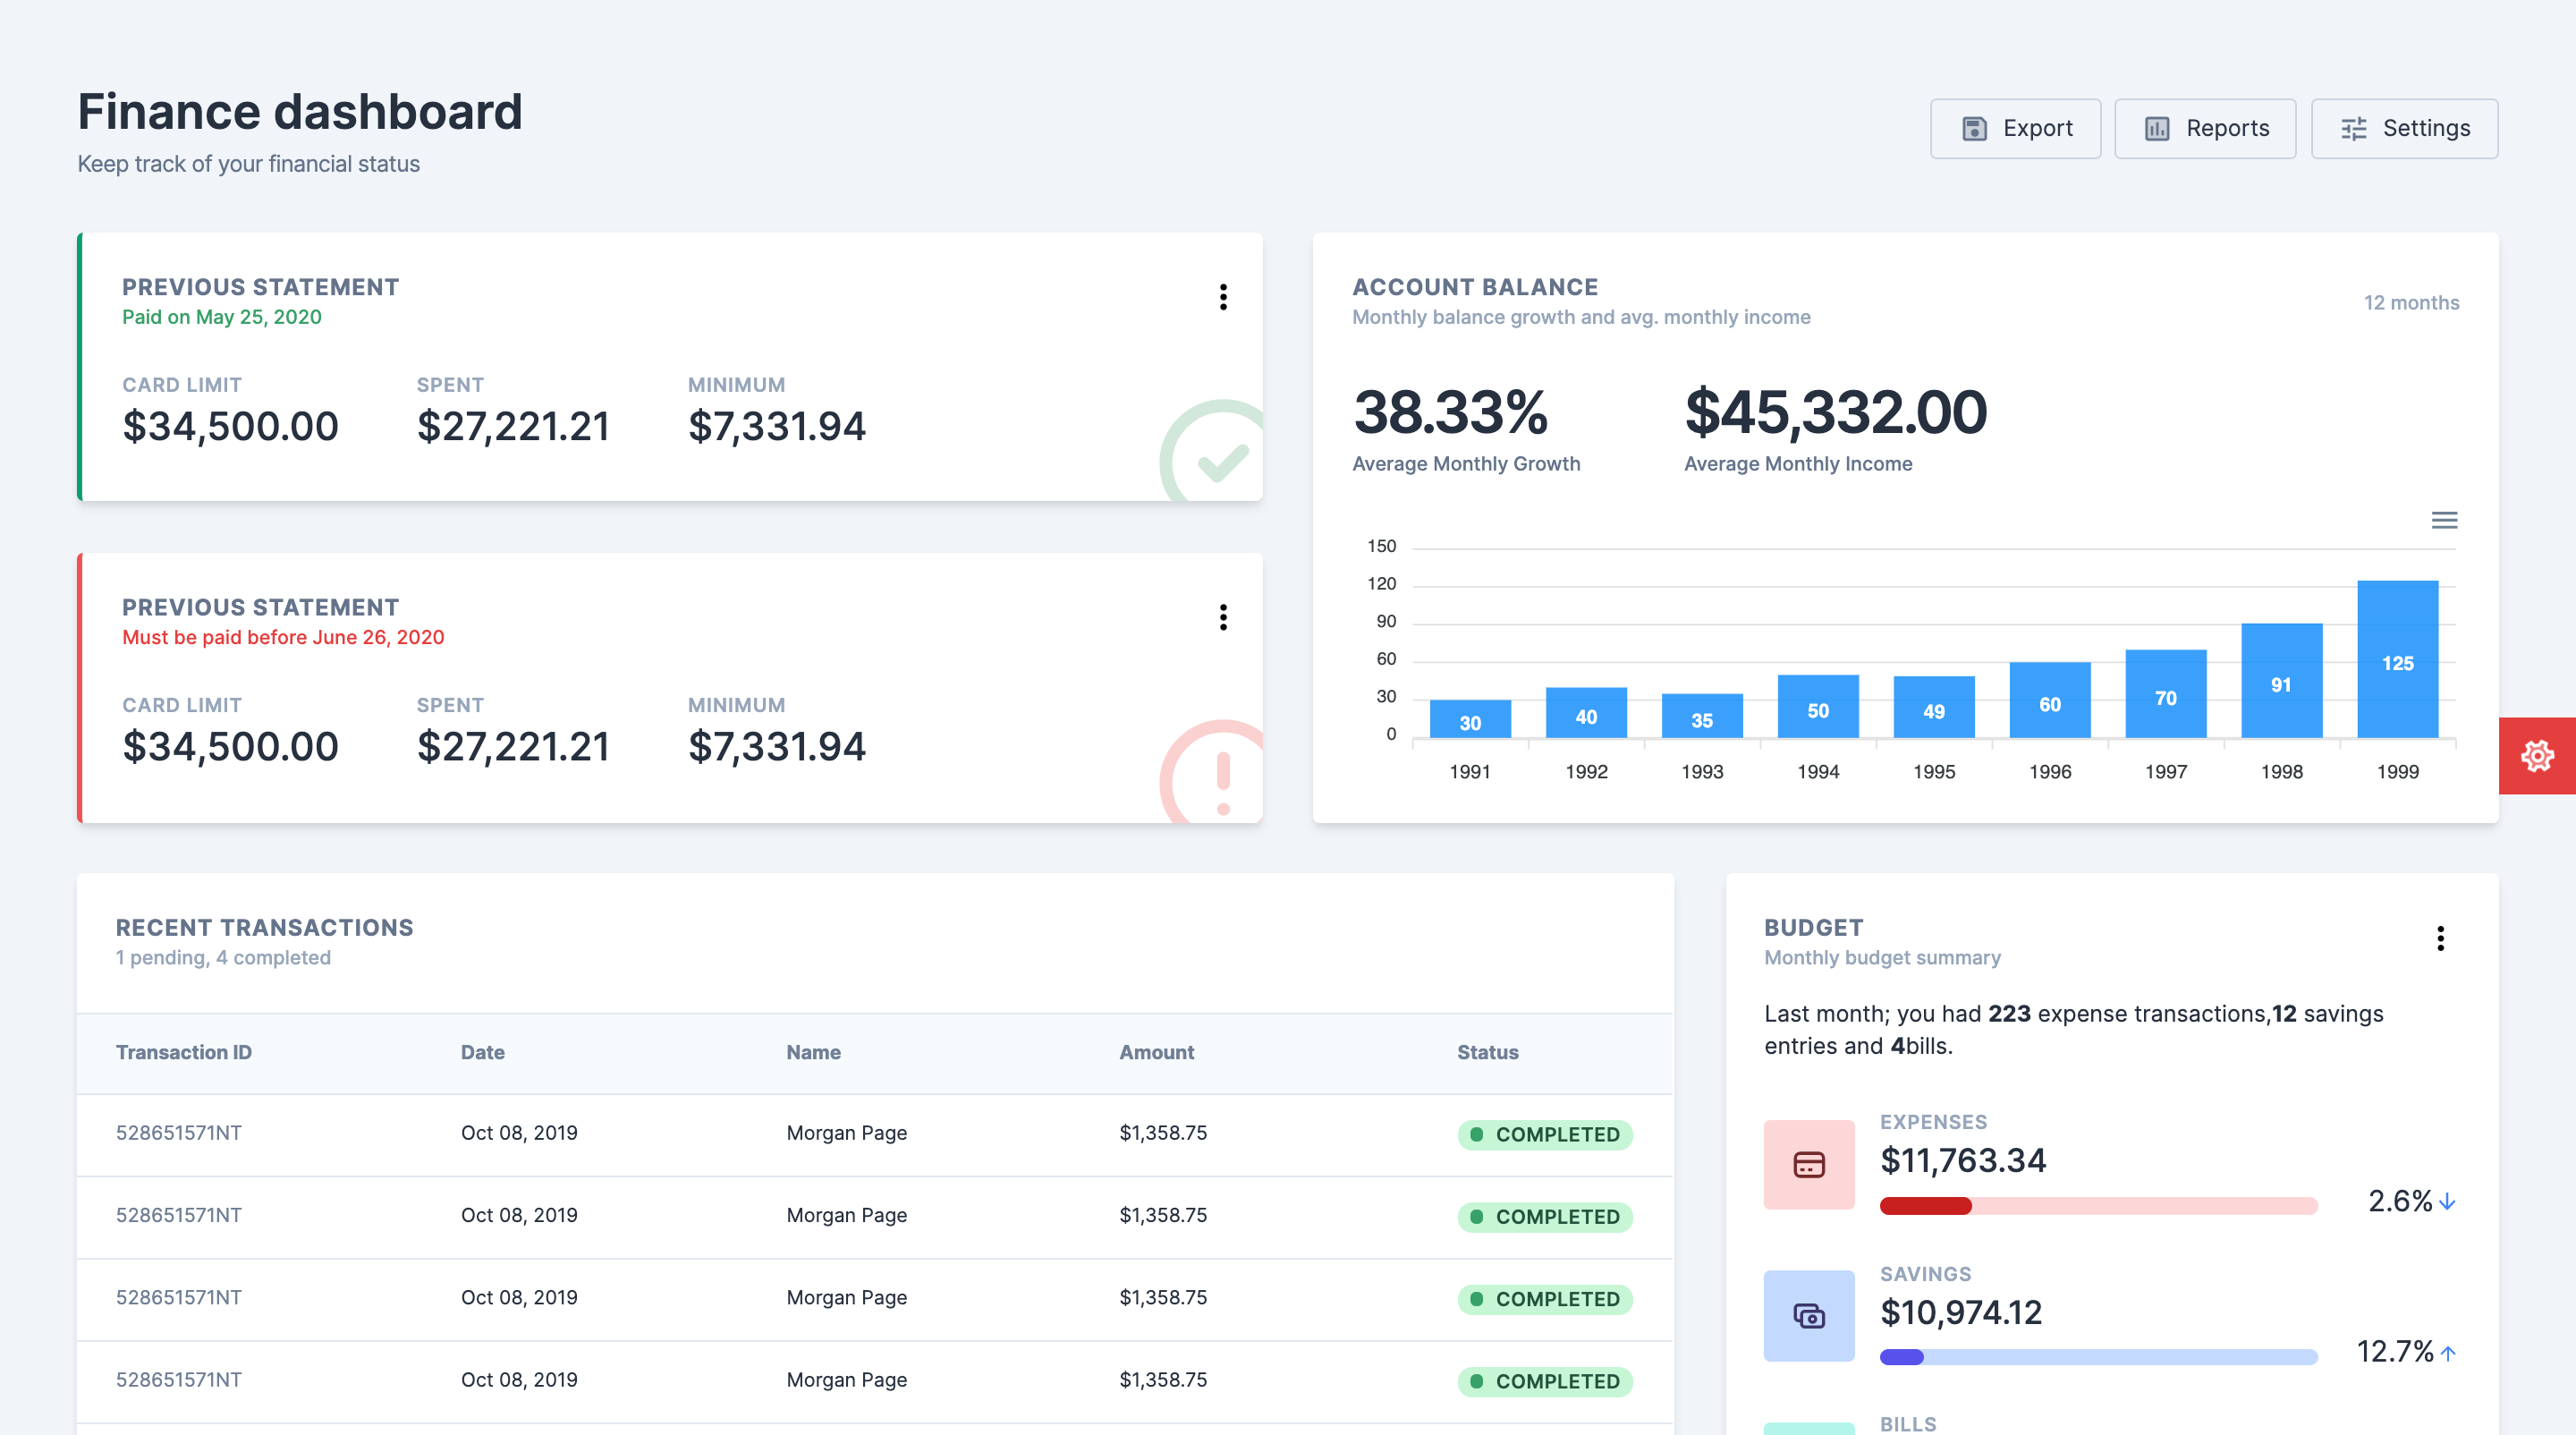 Finance dashboard
Keep track of your financial status
Export
Reports
Settings
PREVIOUS STATEMENT
Paid on May 25, 2020
CARD LIMIT SPENT MINIMUM
$34,500.00 $27,221.21 $7,331.94
PREVIOUS STATEMENT
Must be paid before June 26, 2020
CARD LIMIT SPENT MINIMUM
$34,500.00 $27,221.21 $7,331.94
ACCOUNT BALANCE
Monthly balance growth and avg. monthly income
12 months
38.33% $45,332.00
Average Monthly Growth Average Monthly Income
150
120
90
60
30
0
30 40 35 50 49 60 70 91 125
1991 1992 1993 1994 1995 1996 1997 1998 1999
RECENT TRANSACTIONS
1 pending, 4 completed
Transaction ID Date Name Amount Status
528651571NT Oct 08, 2019 Morgan Page $1,358.75 COMPLETED
528651571NT Oct 08, 2019 Morgan Page $1,358.75 COMPLETED
528651571NT Oct 08, 2019 Morgan Page $1,358.75 COMPLETED
528651571NT Oct 08, 2019 Morgan Page $1,358.75 COMPLETED
BUDGET
Monthly budget summary
Last month; you had 223 expense transactions,12 savings
entries and 4bills.
EXPENSES
$11,763.34
2.6%
SAVINGS
$10,974.12
12.7%
BILLS